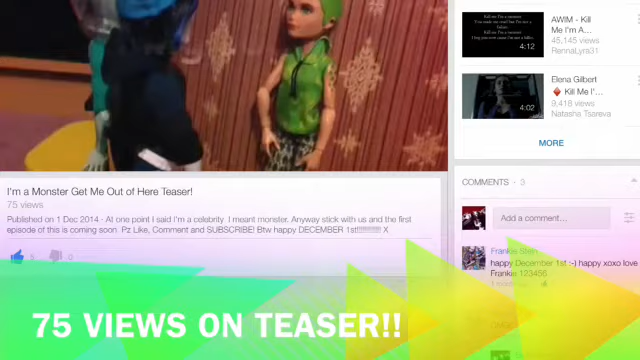 I'm a Monster Get Me Out of Here Teaser!
75 views
Published on 1 Dec 2014 · At one point I said I'm a celebrity I meant monster. Anyway stick with us and the first
episode of this is coming soon. Pz Like, Comment and SUBSCRIBE! Btw happy DECEMBER 1st!!!!!!!!!!! X
5
0
75 VIEWS ON TEASER!!
Kill me I'm a monster
4:12
AWIM - Kill
Me I'm A...
45,145 views
RennaLyra31
4:02
Elena Gilbert
♦ Kill Me I'...
9,418 views
Natasha Tsareva
MORE
COMMENTS · 3
Add a comment...
Frankie Stein
happy December 1st :-) happy xoxo love
Frankie 123456